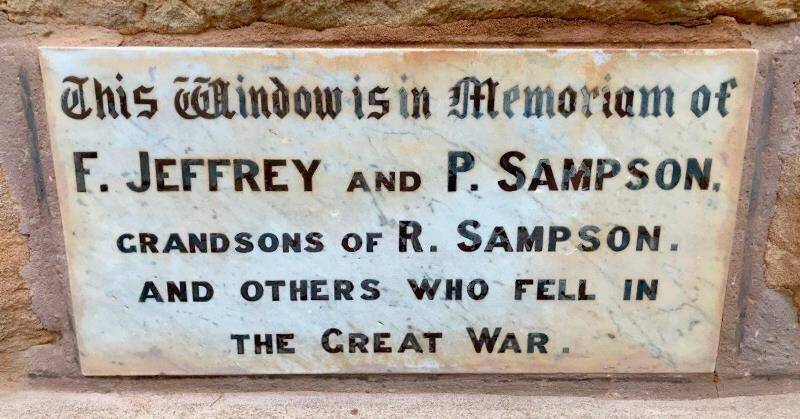 This Window is in Memoriam of
F. JEFFREY AND P. SAMPSON,
GRANDSONS OF R. SAMPSON.
AND OTHERS WHO FELL IN
THE GREAT WAR.